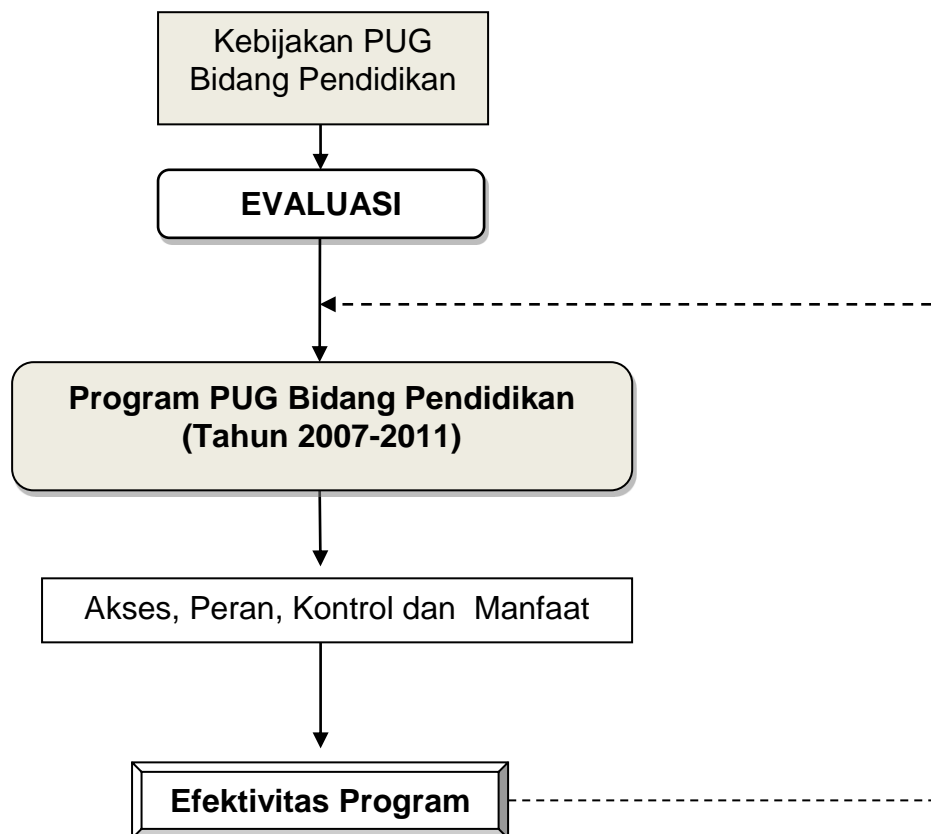 Kebijakan PUG
Bidang Pendidikan
EVALUASI
Program PUG Bidang Pendidikan
(Tahun 2007-2011)
Akses, Peran, Kontrol dan  Manfaat
Efektivitas Program